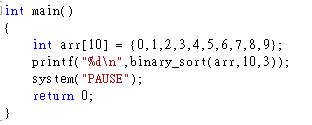 int main()
{
int arr[10] = {0,1,2,3,4,5,6,7,8,9};
printf("%d\n",binary_sort(arr,10,3));
system("PAUSE");
return 0;
}